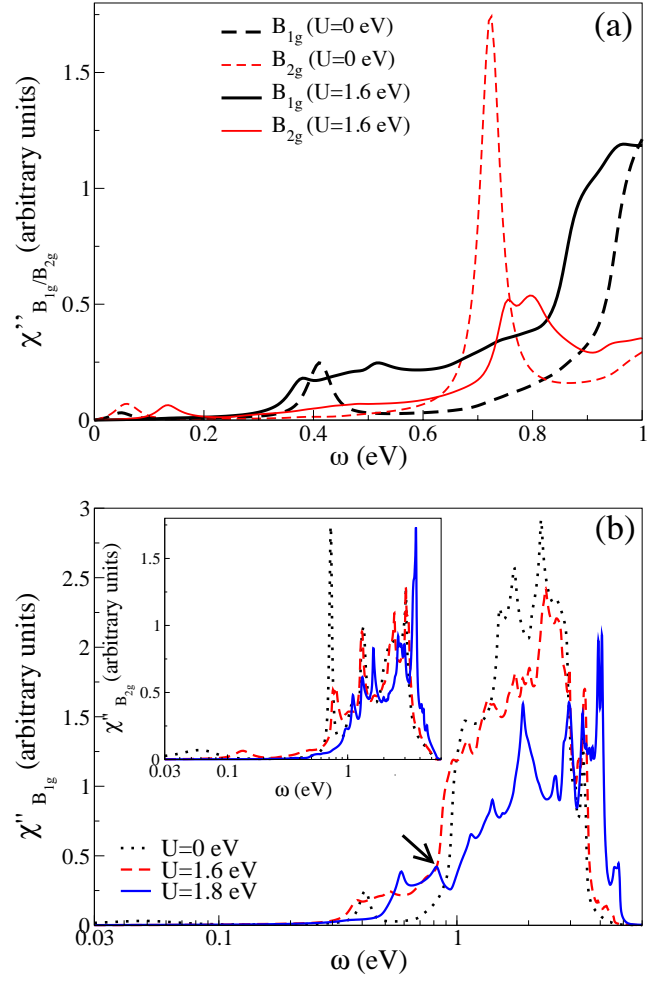 (a)
B1g (U=0 eV)
B2g (U=0 eV)
B1g (U=1.6 eV)
B2g (U=1.6 eV)
χ’’ B1g/B2g (arbitrary units)
1.5
1
0.5
0
0 0.2 0.4 0.6 0.8 1
ω (eV)
(b)
χ" B1g (arbitrary units)
3
2.5
2
1.5
1
0.5
0
χ" B2g (arbitrary units)
1.5
1
0.5
0
0.03 0.1 1
ω (eV)
U=0 eV
U=1.6 eV
U=1.8 eV
0.03 0.1 1
ω (eV)